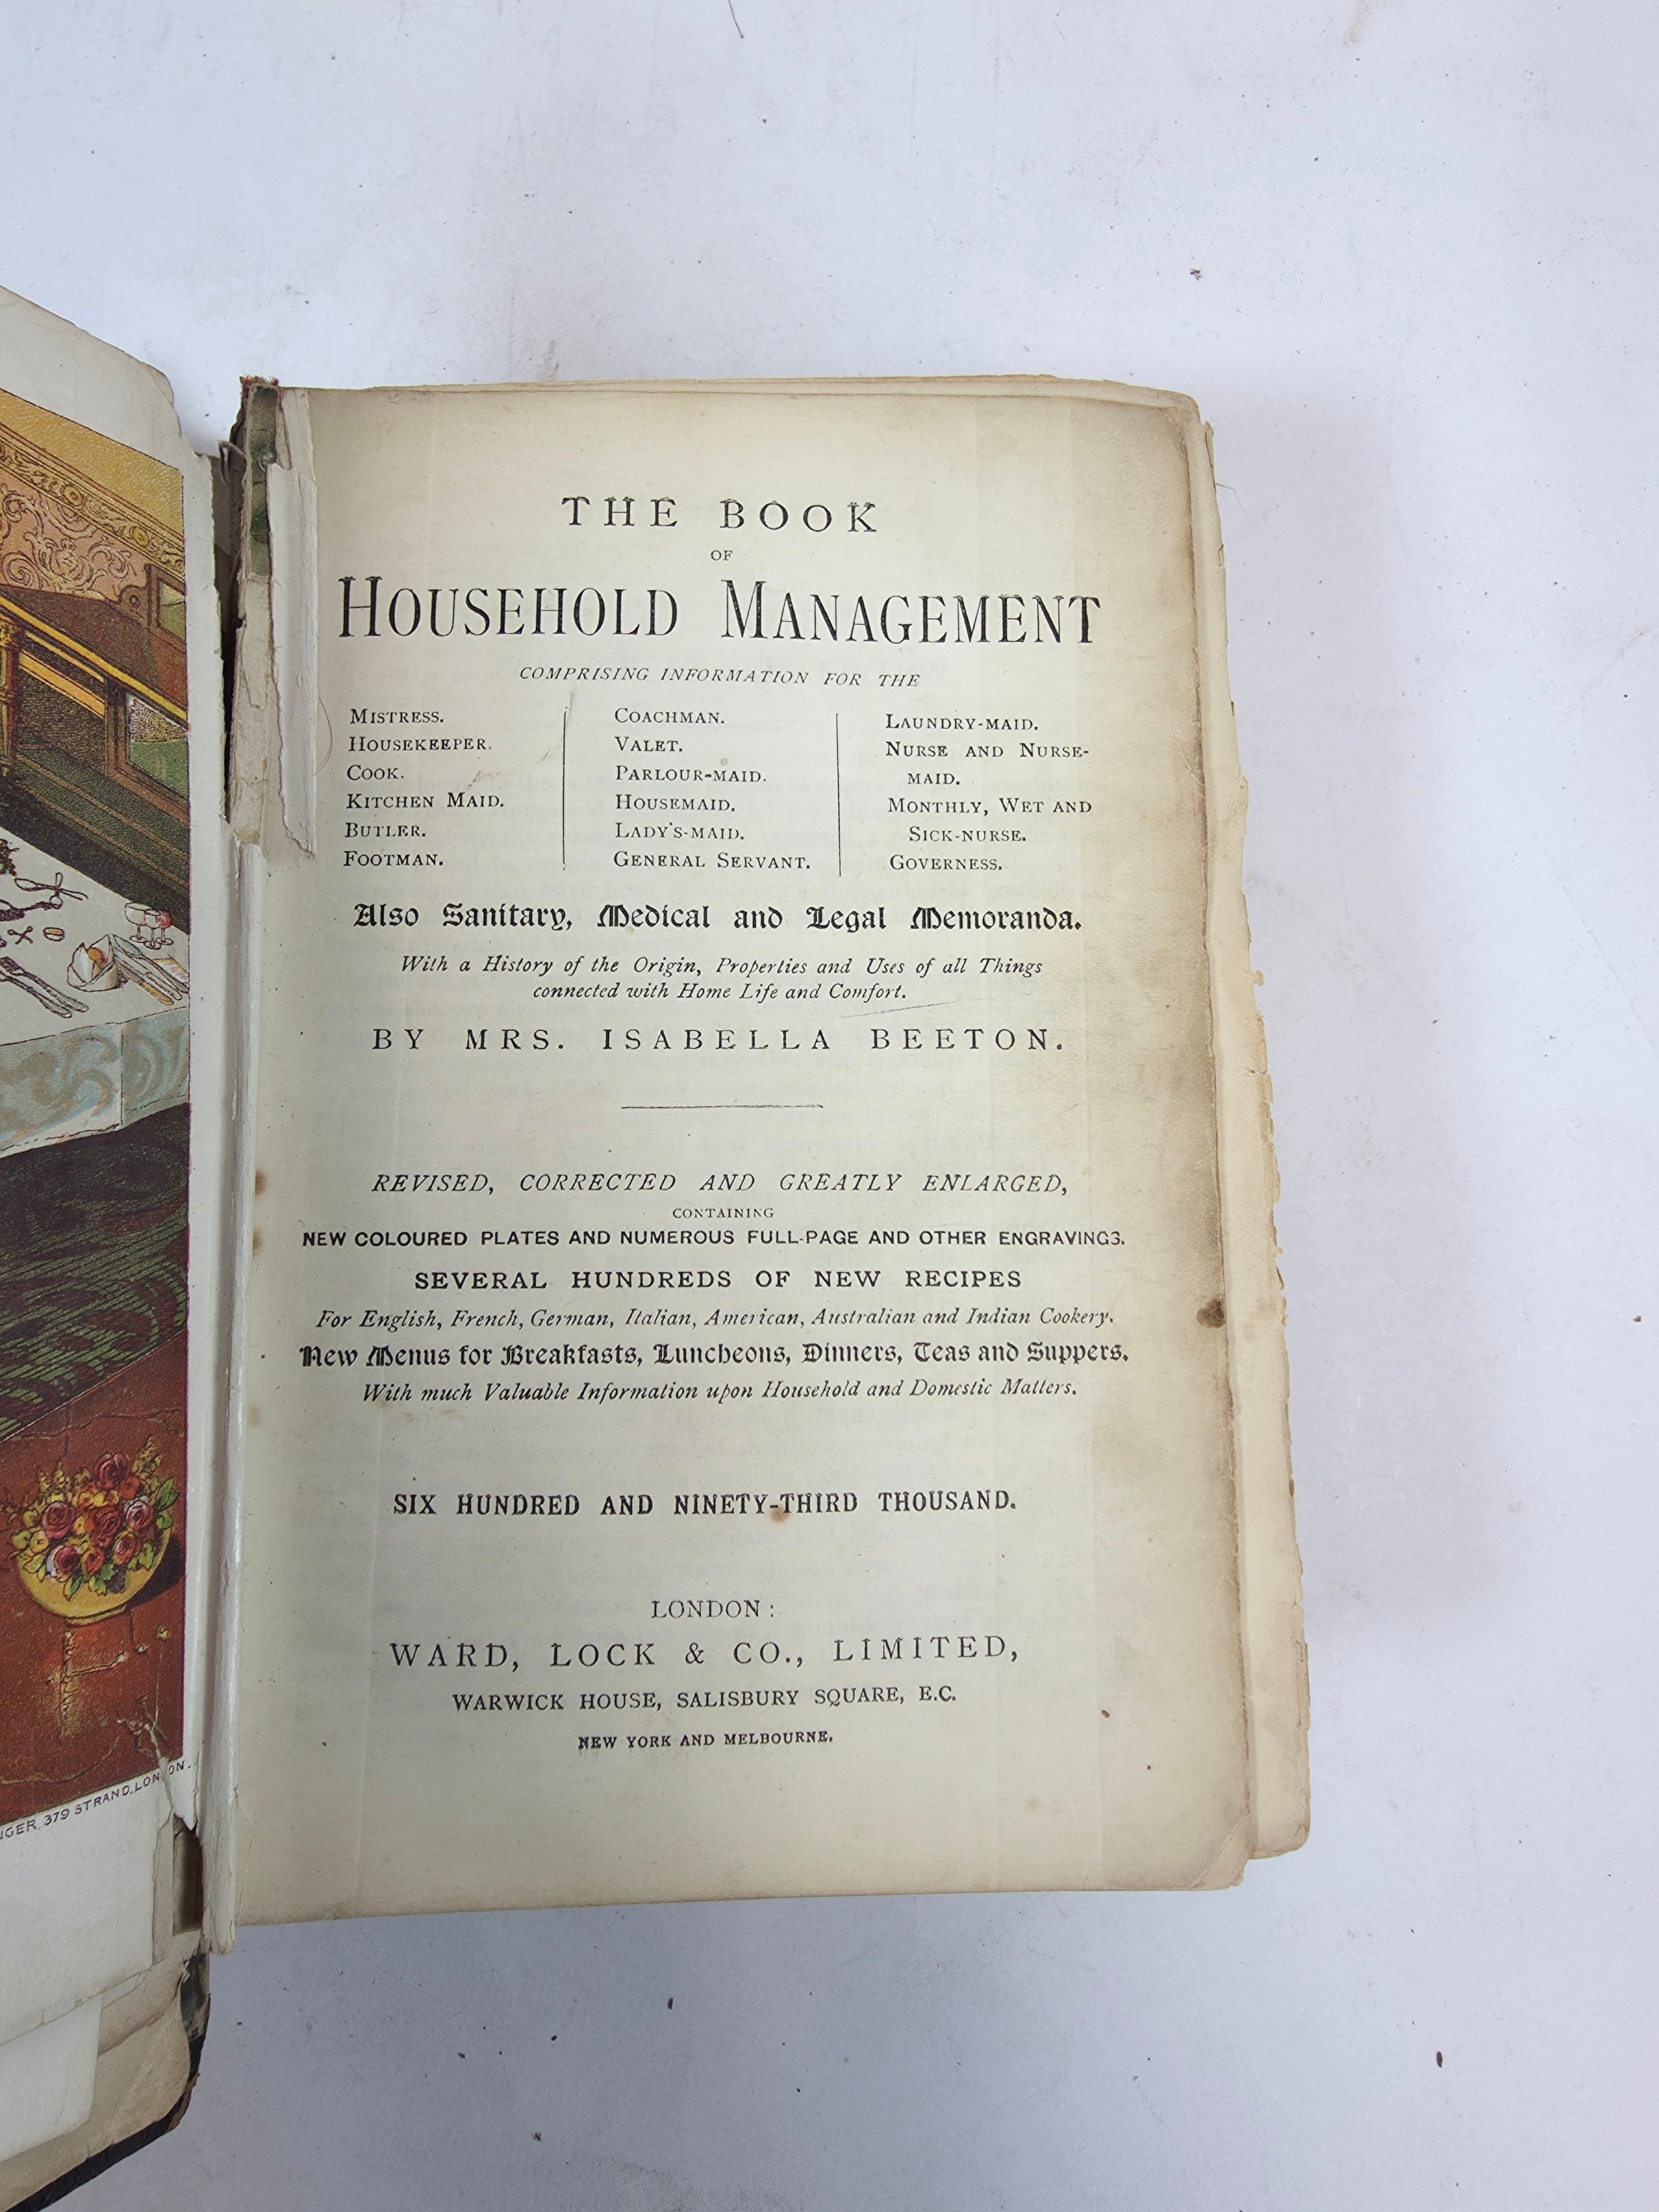 THE BOOK
OF
HOUSEHOLD MANAGEMENT
COMPRISING INFORMATION FOR THE
MISTRESS.
HOUSEKEEPER.
COOK.
KITCHEN MAID.
BUTLER.
FOOTMAN.
COACHMAN.
VALET.
PARLOUR-MAID.
HOUSEMAID.
LADY'S-MAID.
GENERAL SERVANT.
LAUNDRY-MAID.
NURSE AND NURSE-
MAID.
MONTHLY, WET AND
SICK-NURSE.
GOVERNESS.
Also Sanitary, Medical and Legal Memoranda.
With a History of the Origin, Properties and Uses of all Things
connected with Home Life and Comfort.
BY MRS. ISABELLA BEETON.
REVISED, CORRECTED AND GREATLY ENLARGED,
CONTAINING
NEW COLOURED PLATES AND NUMEROUS FULL-PAGE AND OTHER ENGRAVINGS.
SEVERAL HUNDREDS OF NEW RECIPES
For English, French, German, Italian, American, Australian and Indian Cookery.
New Menus for Breakfasts, Luncheons, Dinners, Teas and Suppers.
With much Valuable Information upon Household and Domestic Matters.
SIX HUNDRED AND NINETY-THIRD THOUSAND.
LONDON:
WARD, LOCK & CO., LIMITED,
WARWICK HOUSE, SALISBURY SQUARE, E.C.
NEW YORK AND MELBOURNE.
379 STRAND, LONDON.